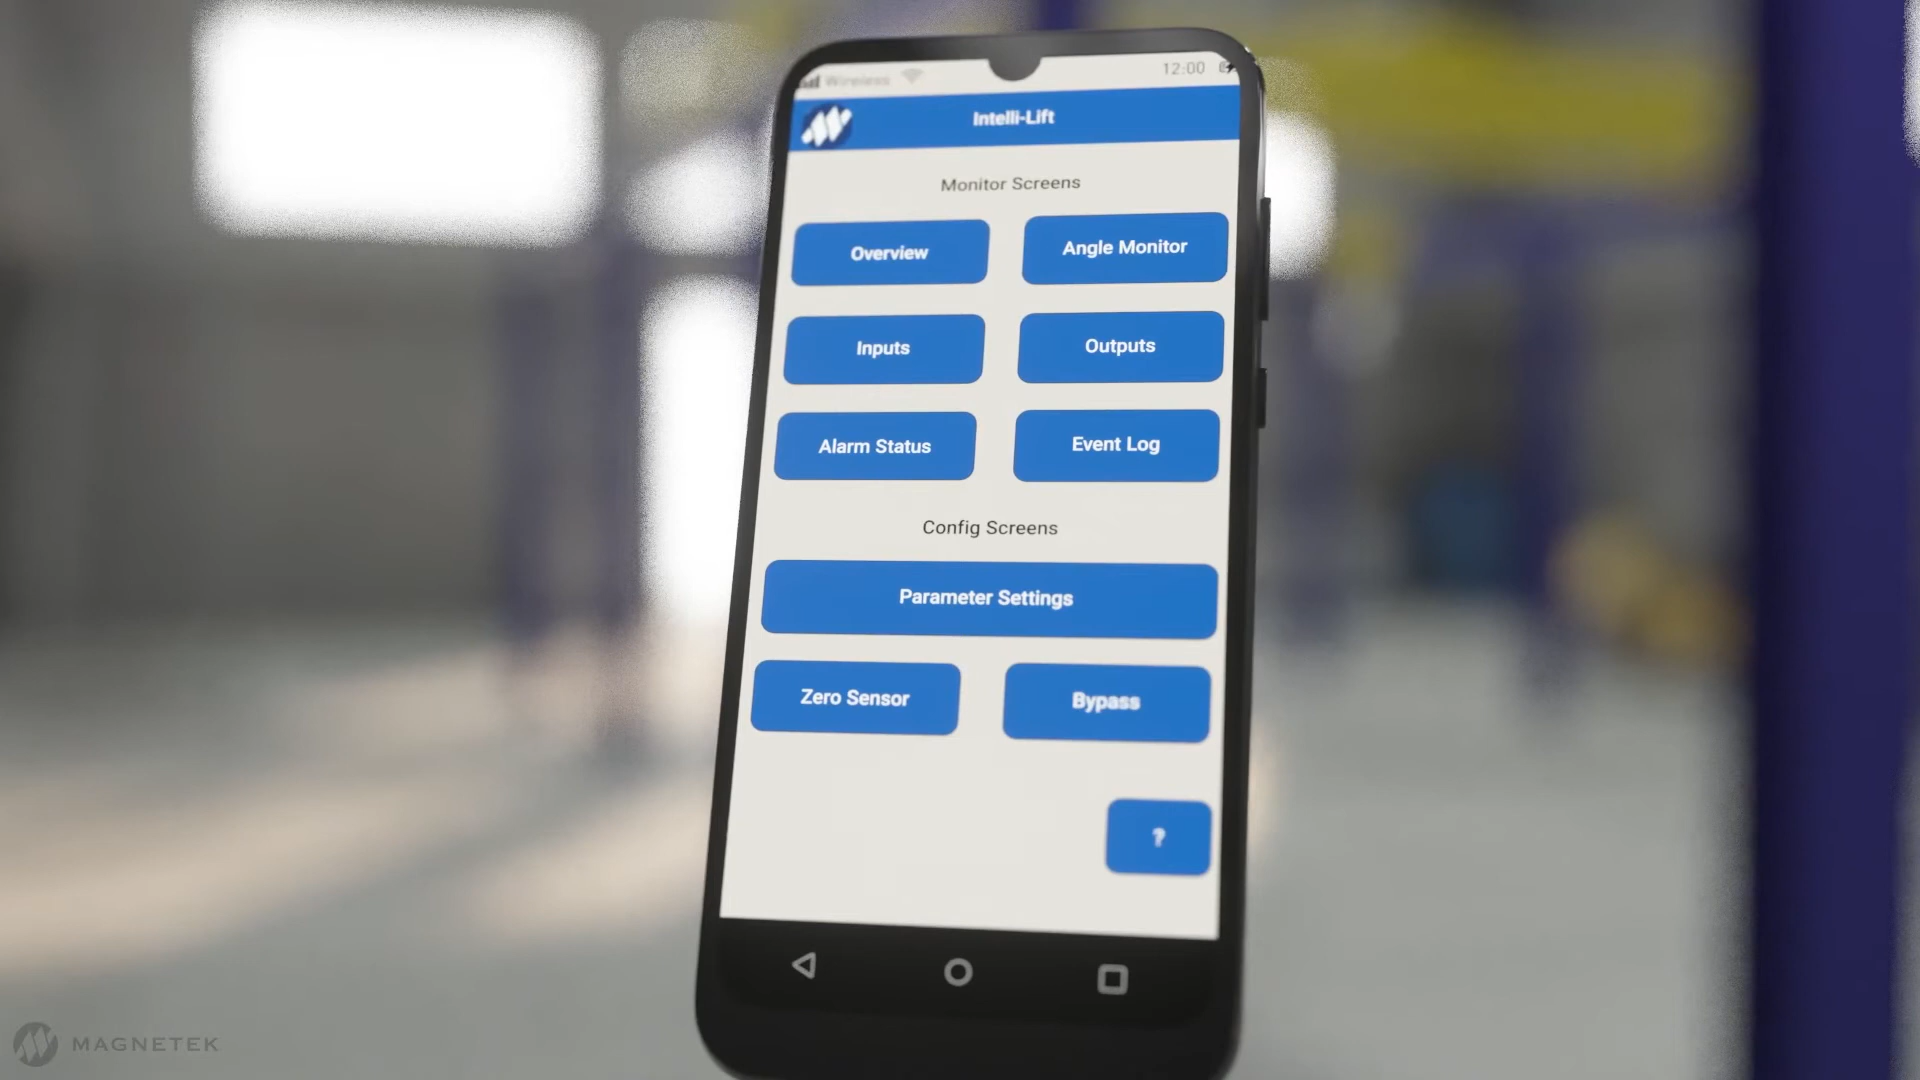 Wireless 12:00
Intelli-Lift
Monitor Screens
Overview Angle Monitor
Inputs Outputs
Alarm Status Event Log
Config Screens
Parameter Settings
Zero Sensor Bypass
?
MAGNETEK